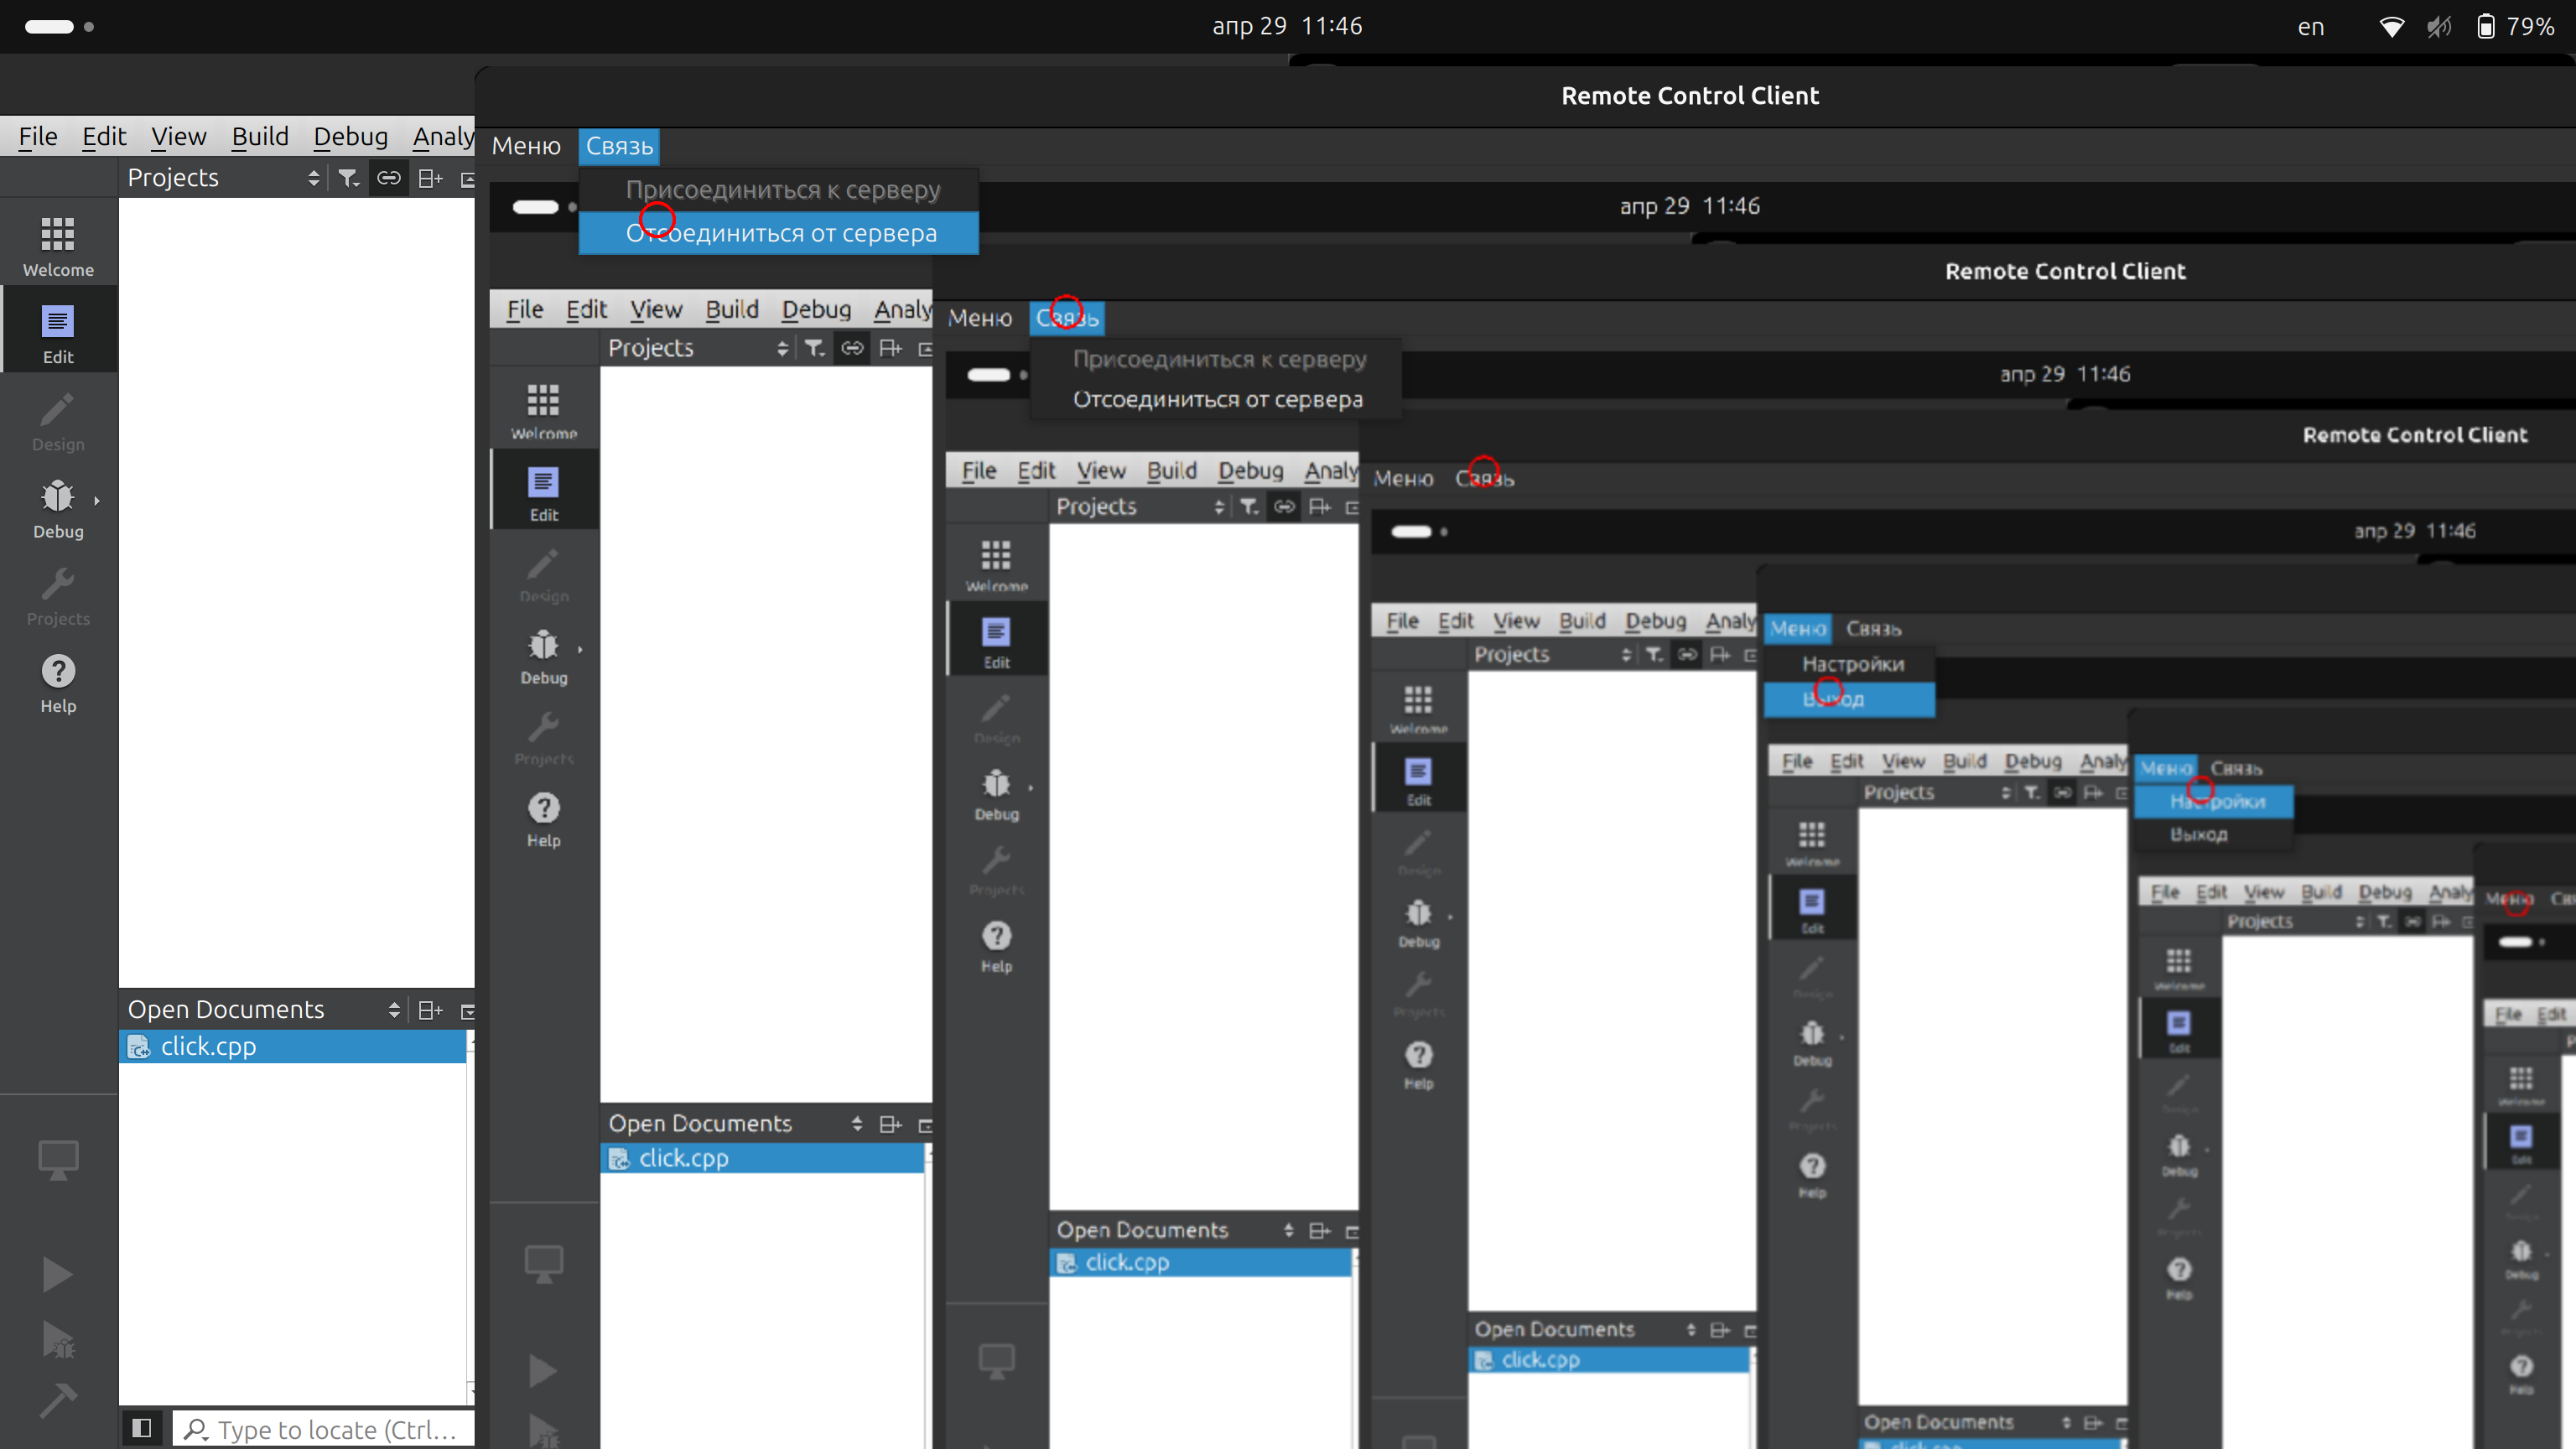 апр 29 11:46
en
79%
Remote Control Client
File Edit View Build Debug Analy
Меню Связь
Projects
Присоединиться к серверу
Отсоединиться от сервера
Welcome
Edit
Design
Debug
Projects
Help
Open Documents
click.cpp
Type to locate (Ctrl...
апр 29 11:46
Remote Control Client
File Edit View Build Debug Analy
Меню Связь
Projects
Присоединиться к серверу
Отсоединиться от сервера
Welcome
Edit
Design
Debug
Projects
Help
Open Documents
click.cpp
апр 29 11:46
Remote Control Client
File Edit View Build Debug Analy
Меню Связь
Projects
Welcome
Edit
Design
Debug
Projects
Help
Open Documents
click.cpp
апр 29 11:46
File Edit View Build Debug Analy
Меню Связь
Projects
Настройки
Выход
Welcome
Edit
Design
Debug
Projects
Help
Open Documents
click.cpp
File Edit View Build Debug Analy
Меню Связь
Projects
Настройки
Выход
Welcome
Edit
Design
Debug
Projects
Help
Open Documents
click.cpp
File Edit View Build Debug Analy
Меню
Projects
Welcome
Edit
Design
Debug
Projects
Help
File Edit
Welcome
Edit
Debug
Help